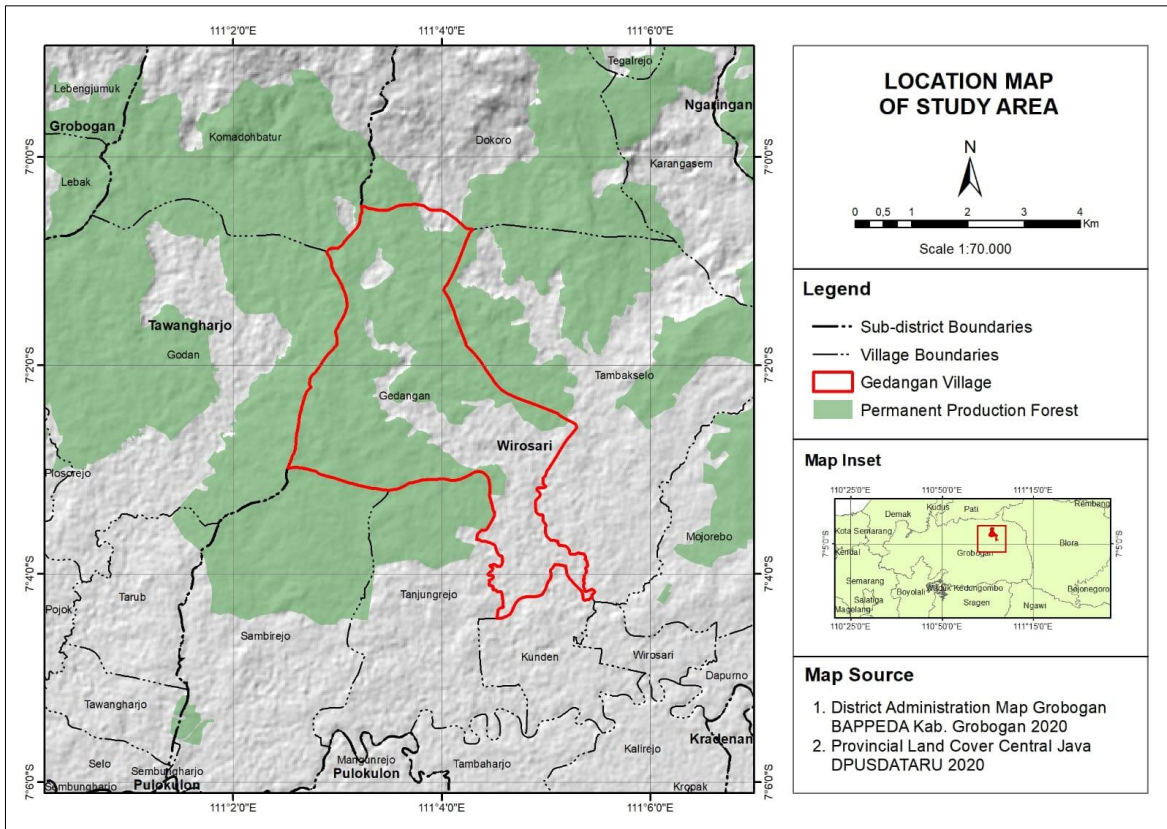 111°2'0"E 111°4'0"E 111°6'0"E
7°0'0"S
7°2'0"S
7°4'0"S
7°6'0"S
Tegalrejo
Lebengjumuk
Ngaringan
Grobogan
Komadohbatur
Dokoro
Karangasem
Lebak
Tawangharjo
Godan
Tambakselo
Gedangan
Wirosari
Plosorejo
Mojorebo
Pojok
Tarub
Tanjungrejo
Sambirejo
Kunden
Wirosari
Dapurno
Tawangharjo
Kradenan
Kalirejo
Selo
Sembungharjo
Mangunrejo
Tambaharjo
Pulokulon
Pulokulon
Sembungharjo
Kropak
7°0'0"S
7°2'0"S
7°4'0"S
7°6'0"S
111°2'0"E 111°4'0"E 111°6'0"E
LOCATION MAP
OF STUDY AREA
N
0 0,5 1 2 3 4
Km
Scale 1:70.000
Legend
Sub-district Boundaries
Village Boundaries
Gedangan Village
Permanent Production Forest
Map Inset
110°25'0"E 110°50'0"E 111°15'0"E
Kudus Pati Rembang
Demak
Kota Semarang
7°5'0"S
Kendal
Grobogan
Blora
7°5'0"S
Semarang
Boyolali
Kedungombo
Bojonegoro
Salatiga
Sragen
Ngawi
Magelang
110°25'0"E 110°50'0"E 111°15'0"E
Map Source
1. District Administration Map Grobogan
BAPPEDA Kab. Grobogan 2020
2. Provincial Land Cover Central Java
DPUSDATARU 2020